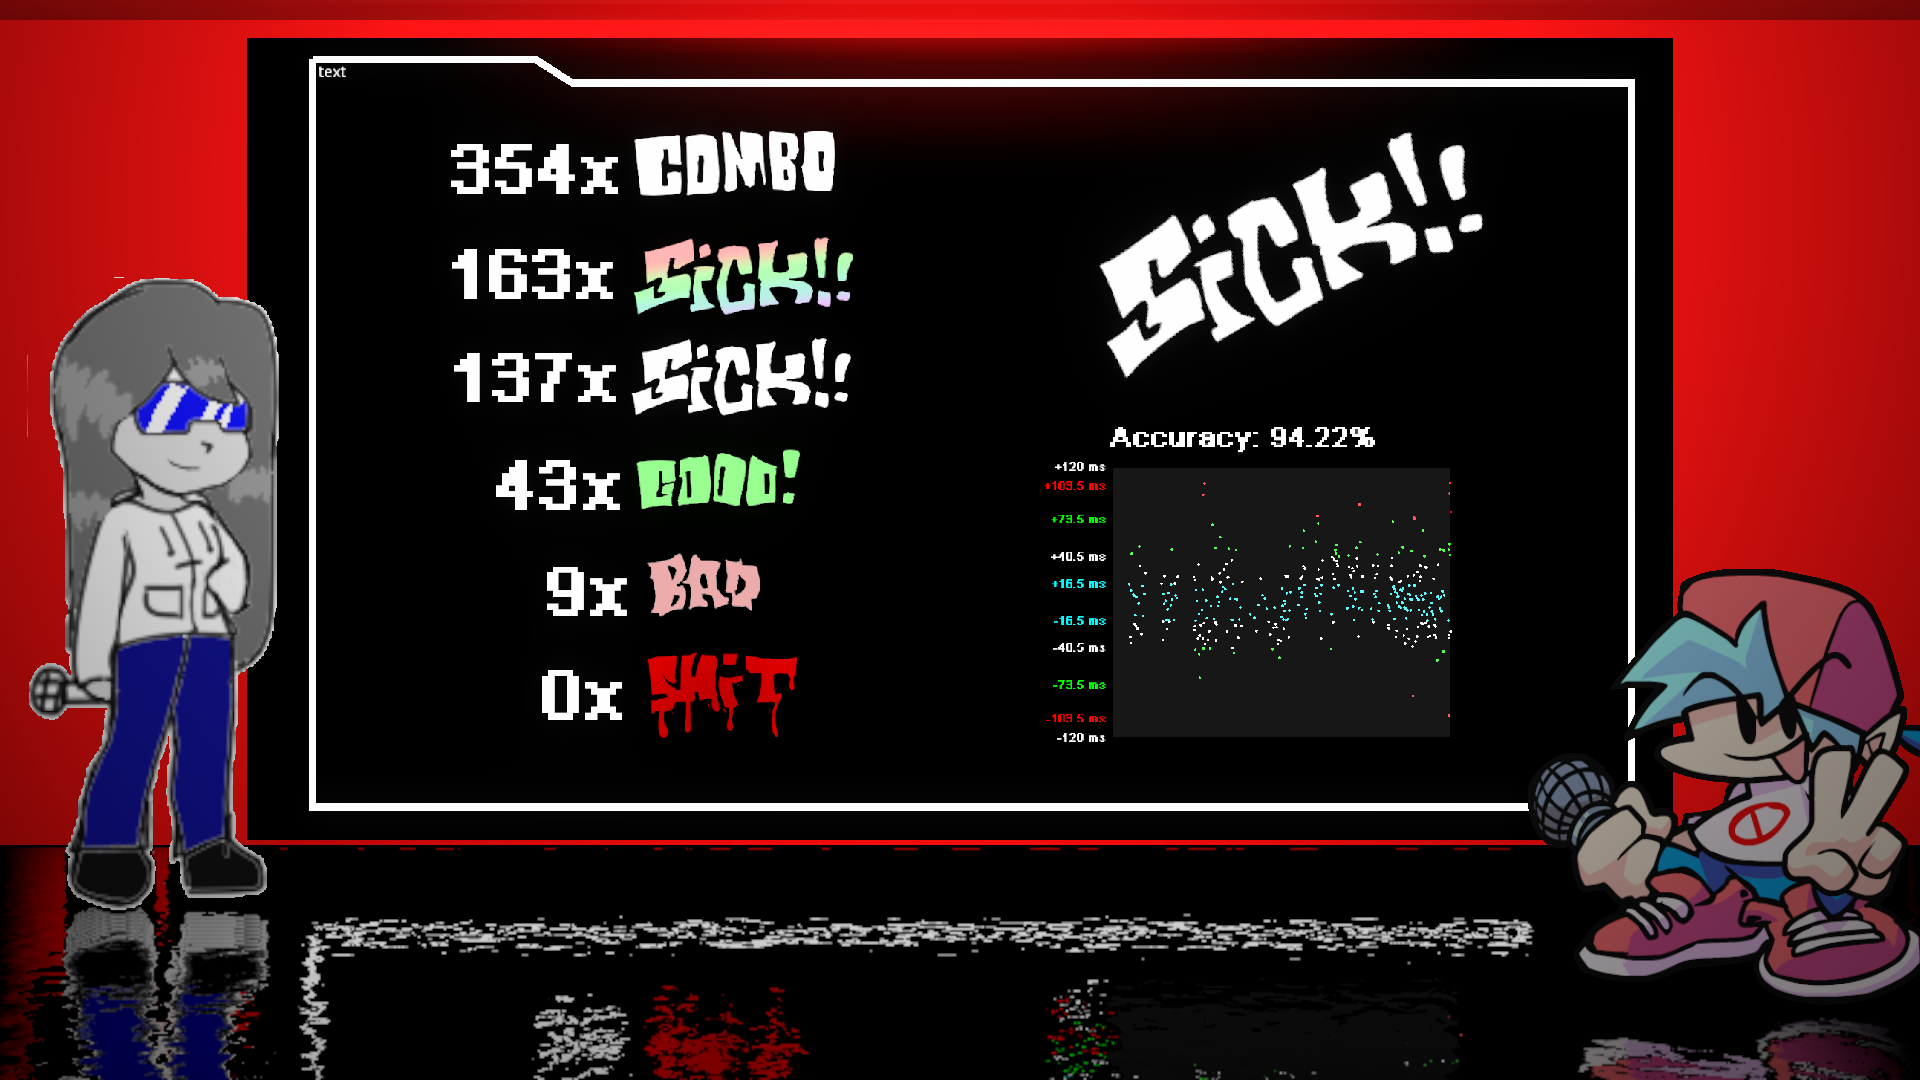 text
354x COMBO
163x SiCK!!
137x SiCK!!
43x GOOD!
9x BAD
0x SHiT
SiCK!!
Accuracy: 94.22%
+120 ms
+103.5 ms
+73.5 ms
+40.5 ms
+16.5 ms
-16.5 ms
-40.5 ms
-73.5 ms
-103.5 ms
-120 ms